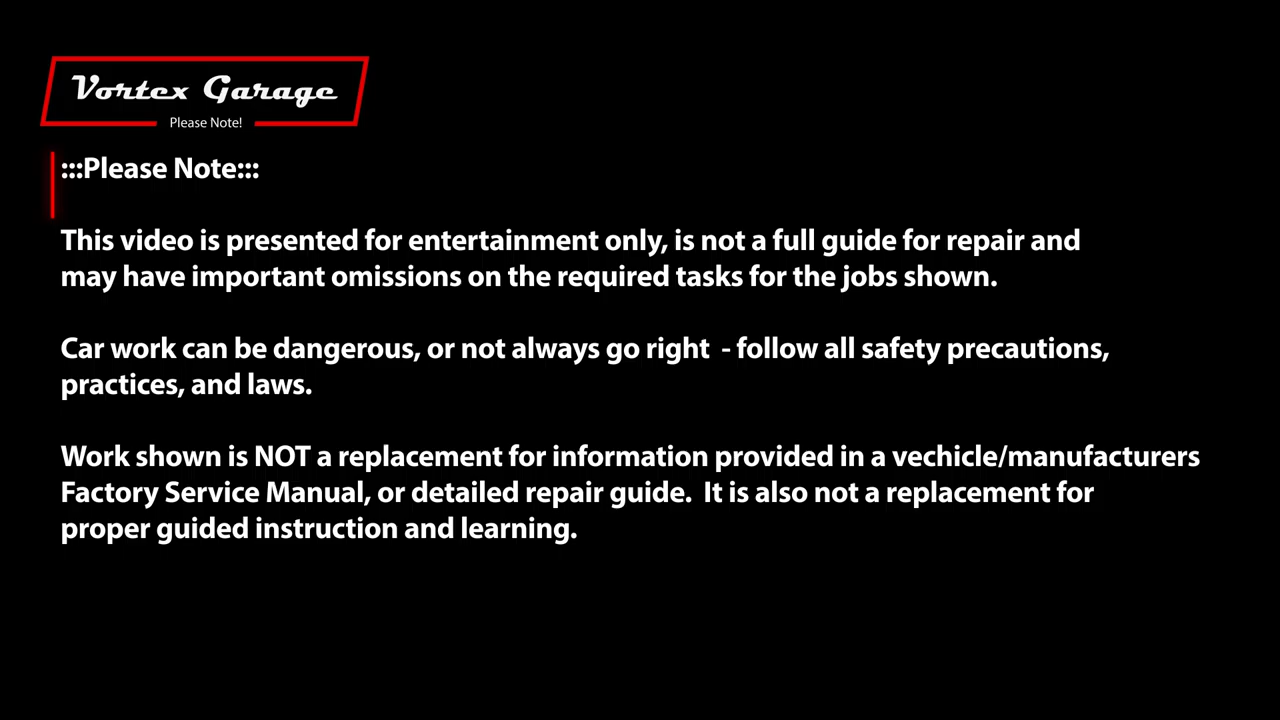 Vortex Garage
Please Note!
:::Please Note:::
This video is presented for entertainment only, is not a full guide for repair and
may have important omissions on the required tasks for the jobs shown.
Car work can be dangerous, or not always go right  - follow all safety precautions,
practices, and laws.
Work shown is NOT a replacement for information provided in a vechicle/manufacturers
Factory Service Manual, or detailed repair guide.  It is also not a replacement for
proper guided instruction and learning.